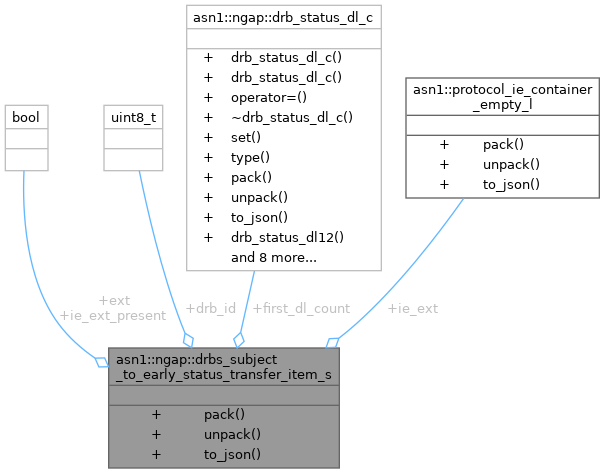 asn1::ngap::drb_status_dl_c
+ drb_status_dl_c()
+ drb_status_dl_c()
+ operator=()
+ ~drb_status_dl_c()
+ set()
+ type()
+ pack()
+ unpack()
+ to_json()
+ drb_status_dl12()
and 8 more...
asn1::protocol_ie_container
_empty_l
+ pack()
+ unpack()
+ to_json()
bool
uint8_t
+ext
+ie_ext_present
+drb_id
+first_dl_count
+ie_ext
asn1::ngap::drbs_subject
_to_early_status_transfer_item_s
+ pack()
+ unpack()
+ to_json()